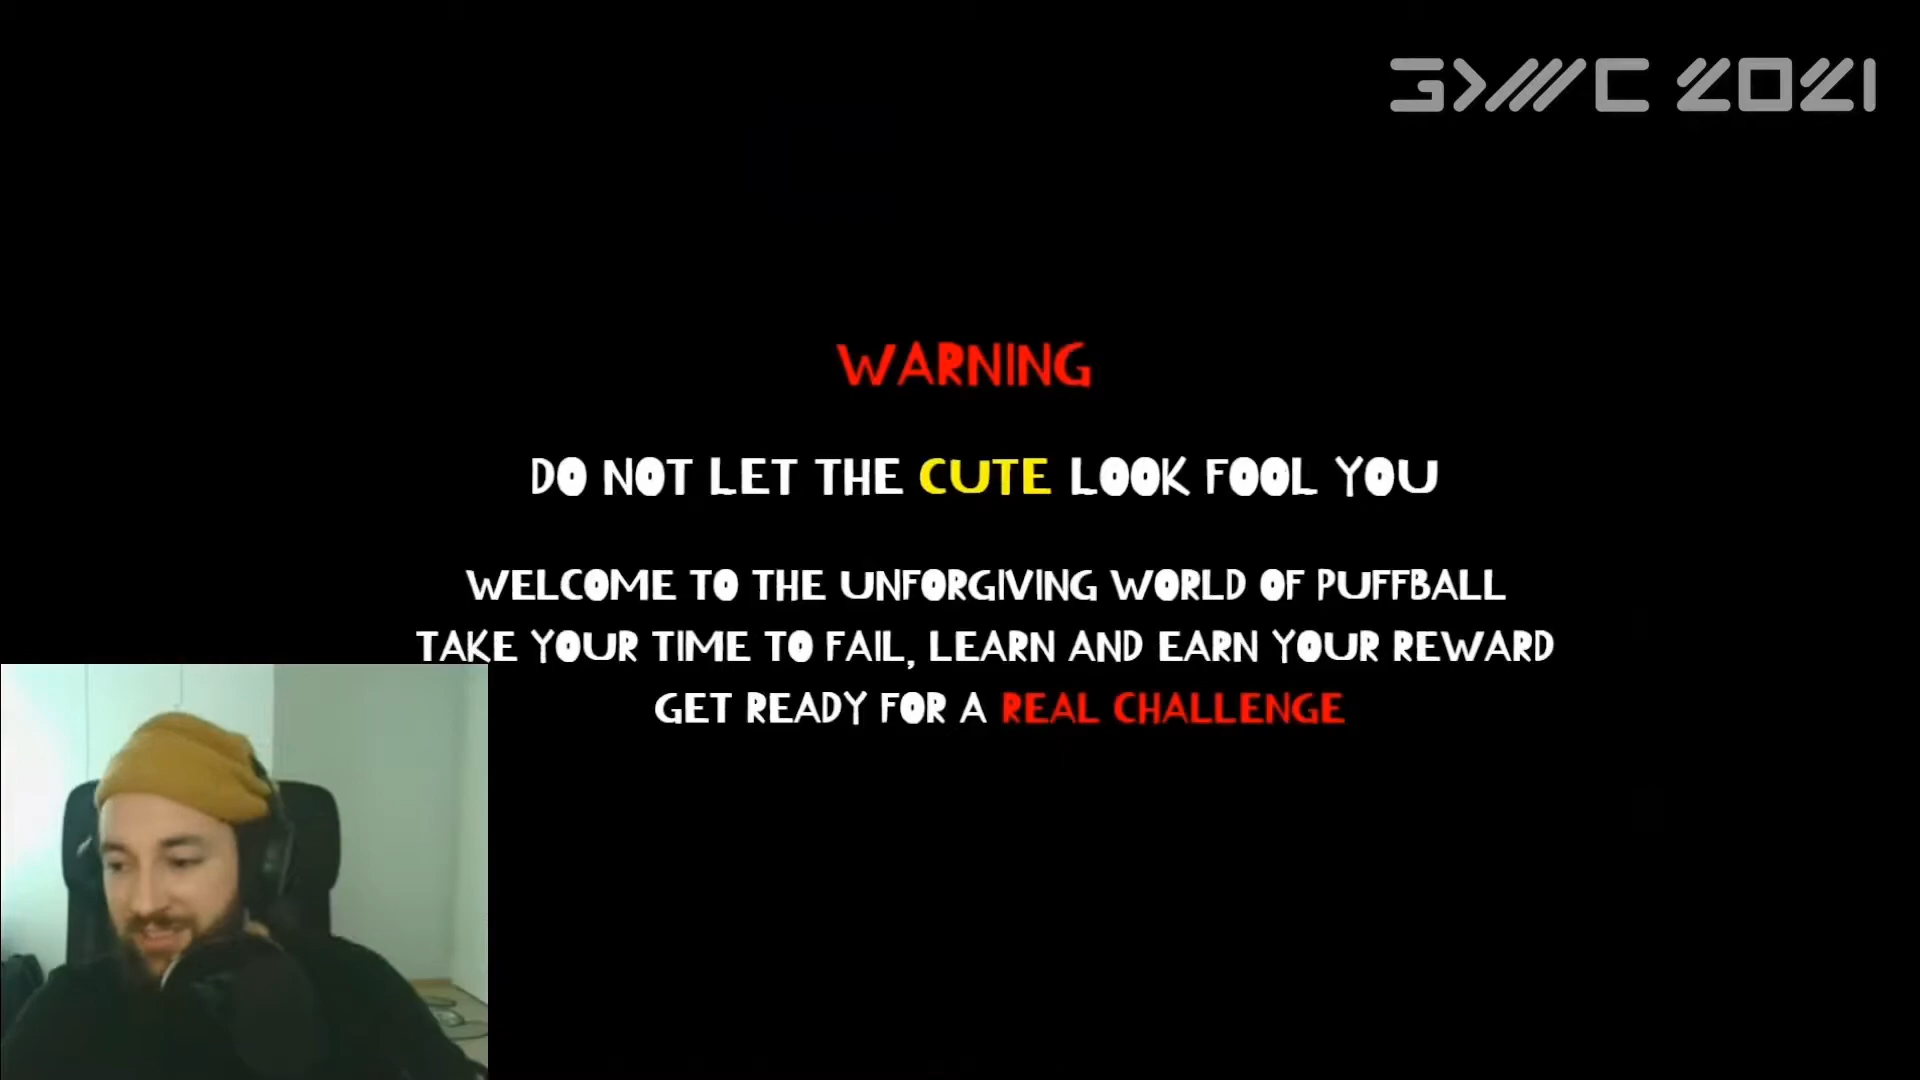 GDWC 2021
WARNING
DO NOT LET THE CUTE LOOK FOOL YOU
WELCOME TO THE UNFORGIVING WORLD OF PUFFBALL
TAKE YOUR TIME TO FAIL, LEARN AND EARN YOUR REWARD
GET READY FOR A REAL CHALLENGE